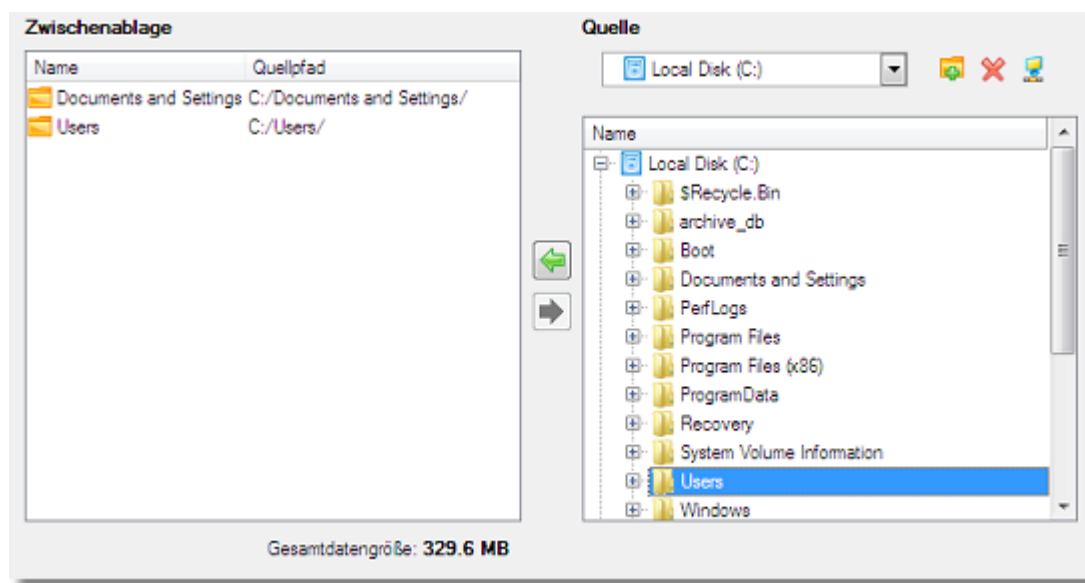 Zwischenablage
Name Quellpfad
Documents and Settings C:/Documents and Settings/
Users C:/Users/
Gesamtdatengröße: 329.6 MB
Quelle
Local Disk (C:)
Name
Local Disk (C:)
$Recycle.Bin
archive_db
Boot
Documents and Settings
PerfLogs
Program Files
Program Files (x86)
ProgramData
Recovery
System Volume Information
Users
Windows